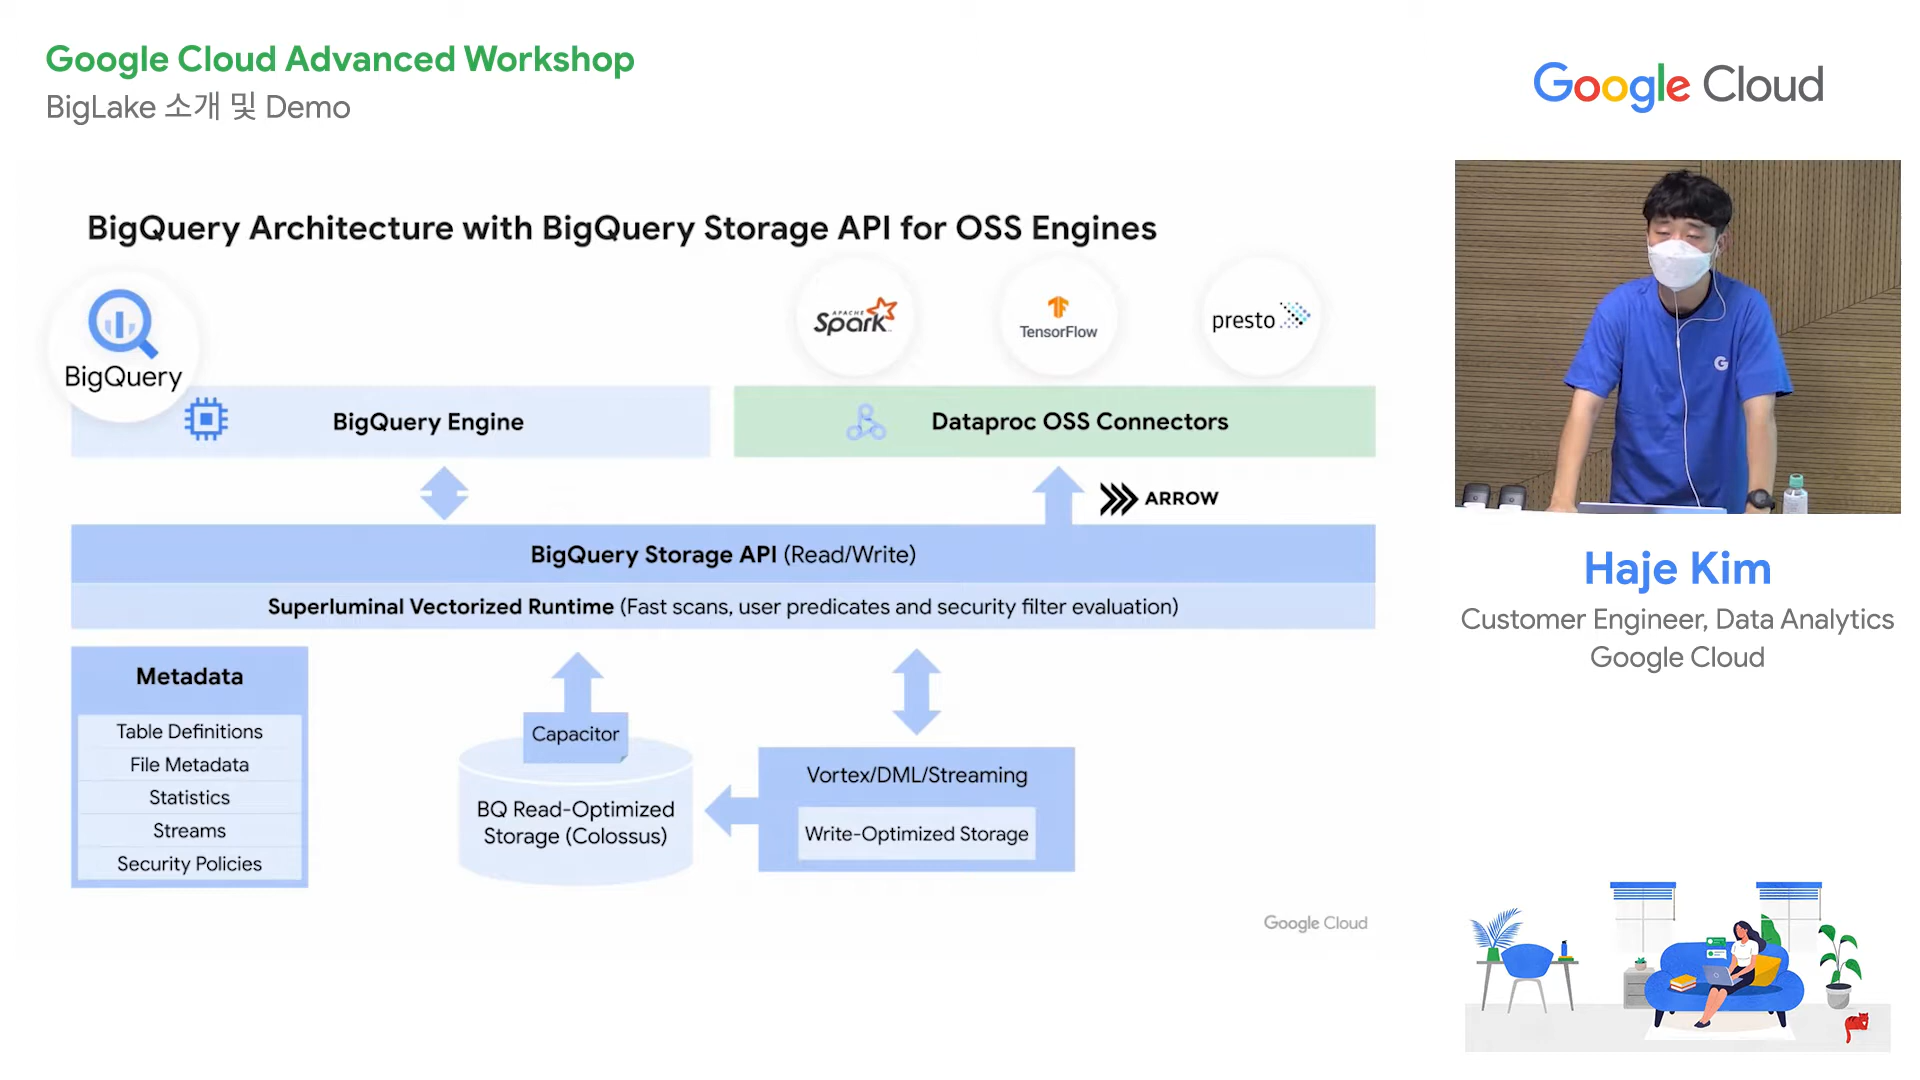 Google Cloud Advanced Workshop
BigLake 소개 및 Demo
Google Cloud
BigQuery Architecture with BigQuery Storage API for OSS Engines
BigQuery
APACHE
Spark
TensorFlow
presto
BigQuery Engine
Dataproc OSS Connectors
ARROW
BigQuery Storage API (Read/Write)
Superluminal Vectorized Runtime (Fast scans, user predicates and security filter evaluation)
Metadata
Table Definitions
File Metadata
Statistics
Streams
Security Policies
Capacitor
BQ Read-Optimized
Storage (Colossus)
Vortex/DML/Streaming
Write-Optimized Storage
Google Cloud
G
Haje Kim
Customer Engineer, Data Analytics
Google Cloud